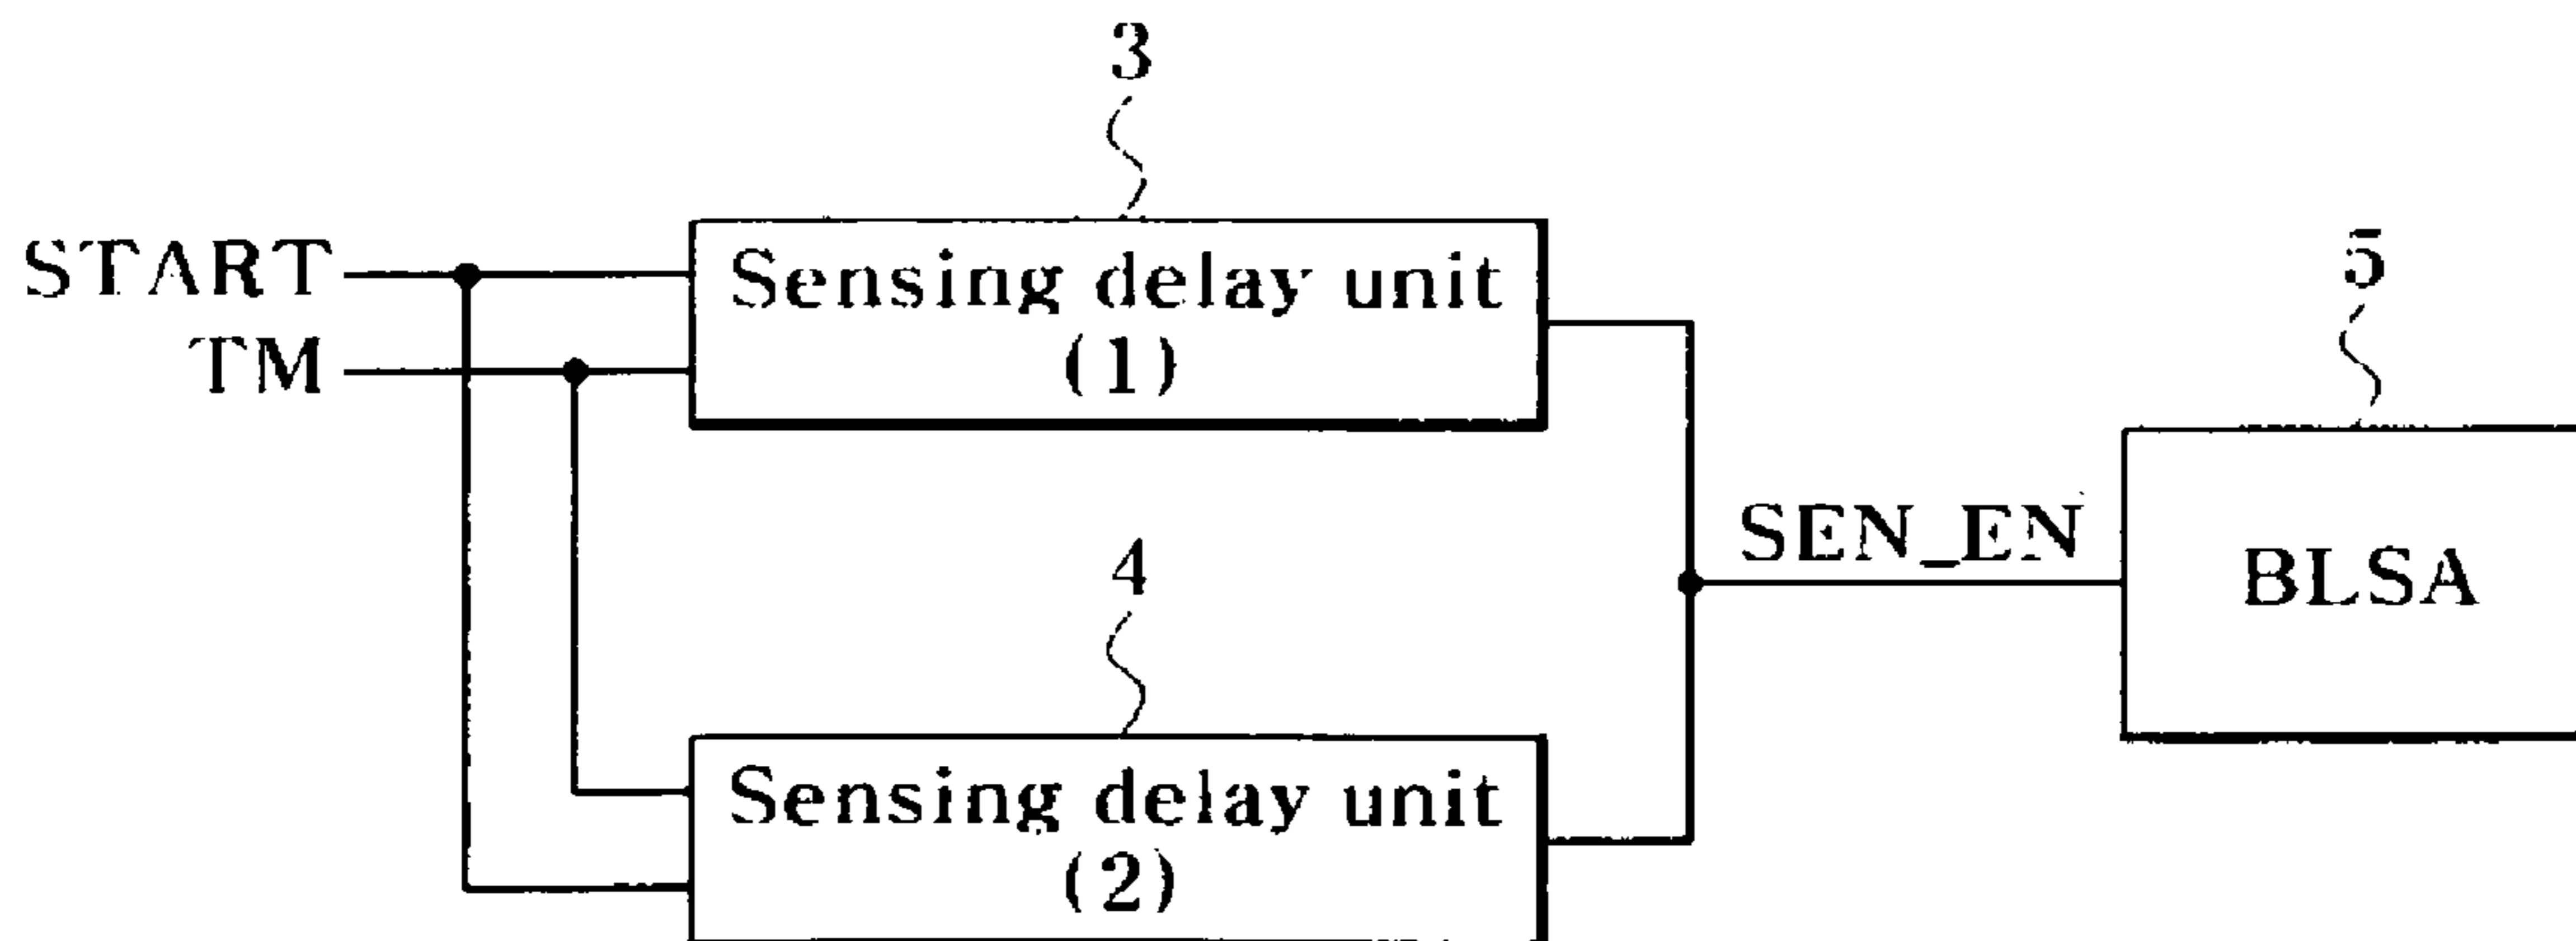 3
START
TM
Sensing delay unit
(1)
5
SEN_EN
BLSA
4
Sensing delay unit
(2)